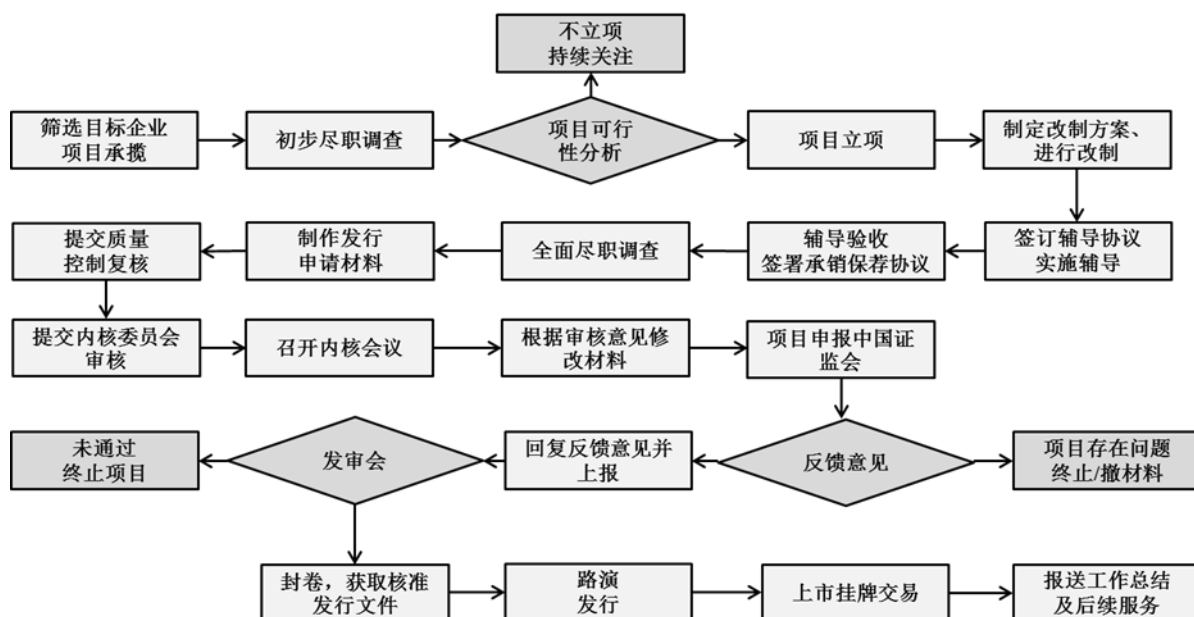 不立项
持续关注
筛选目标企业
项目承揽
初步尽职调查
项目可行
性分析
项目立项
制定改制方案、
进行改制
提交质量
控制复核
制作发行
申请材料
全面尽职调查
辅导验收
签署承销保荐协议
签订辅导协议
实施辅导
提交内核委员会
审核
召开内核会议
根据审核意见修
改材料
项目申报中国证
监会
未通过
终止项目
发审会
回复反馈意见并
上报
反馈意见
项目存在问题
终止/撤材料
封卷，获取核准
发行文件
路演
发行
上市挂牌交易
报送工作总结
及后续服务